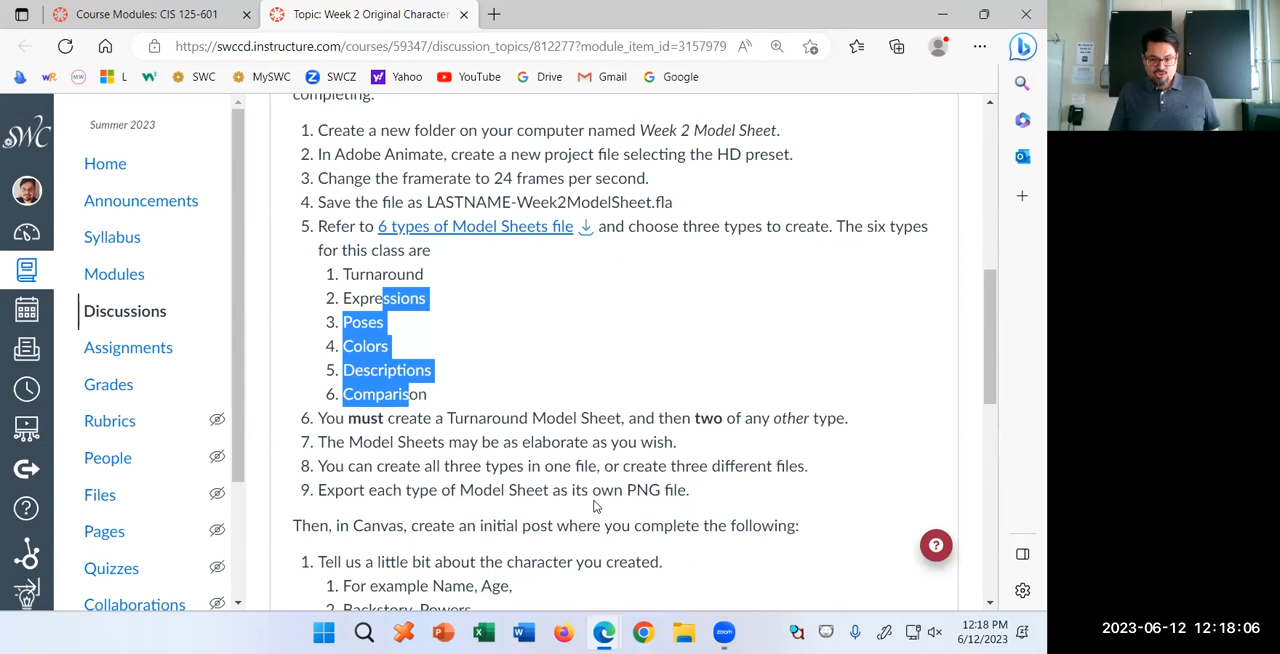 Course Modules: CIS 125-601
Topic: Week 2 Original Character
https://swccd.instructure.com/courses/59347/discussion_topics/812277?module_item_id=3157979
L
SWC
MySWC
SWCZ
Yahoo
YouTube
Drive
Gmail
Google
SWC
Summer 2023
Home
Announcements
Syllabus
Modules
Discussions
Assignments
Grades
Rubrics
People
Files
Pages
Quizzes
Collaborations
completing.
1. Create a new folder on your computer named Week 2 Model Sheet.
2. In Adobe Animate, create a new project file selecting the HD preset.
3. Change the framerate to 24 frames per second.
4. Save the file as LASTNAME-Week2ModelSheet.fla
5. Refer to 6 types of Model Sheets file and choose three types to create. The six types
for this class are
1. Turnaround
2. Expressions
3. Poses
4. Colors
5. Descriptions
6. Comparison
6. You must create a Turnaround Model Sheet, and then two of any other type.
7. The Model Sheets may be as elaborate as you wish.
8. You can create all three types in one file, or create three different files.
9. Export each type of Model Sheet as its own PNG file.
Then, in Canvas, create an initial post where you complete the following:
1. Tell us a little bit about the character you created.
1. For example Name, Age,
2. Backstory, Powers
zoom
12:18 PM
6/12/2023
2023-06-12 12:18:06